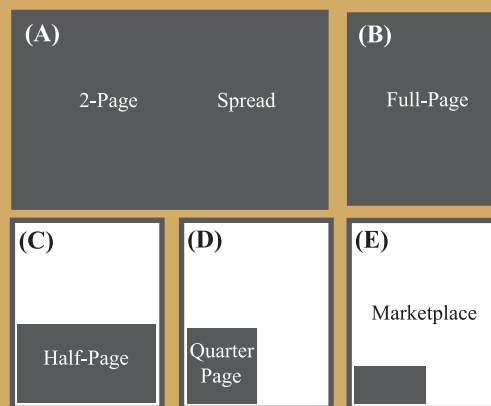 (A)
2-Page Spread
(B)
Full-Page
(C)
Half-Page
(D)
Quarter
Page
(E)
Marketplace